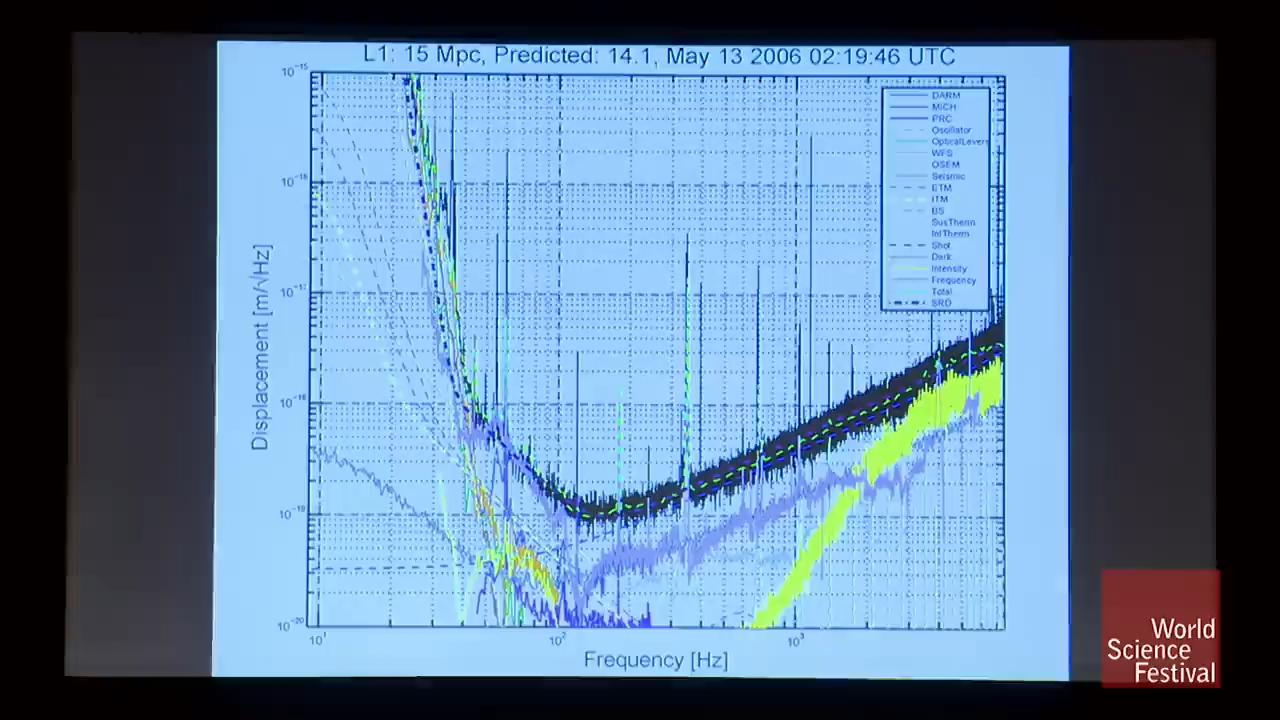 L1: 15 Mpc, Predicted: 14.1, May 13 2006 02:19:46 UTC
10⁻¹⁵
10⁻¹⁶
10⁻¹⁷
10⁻¹⁸
10⁻¹⁹
10⁻²⁰
Displacement [m/√Hz]
DARM
MICH
PRC
Oscillator
OpticalLevers
WFS
OSEM
Seismic
ETM
ITM
BS
SusTherm
IntTherm
Shot
Dark
Intensity
Frequency
Total
SRD
10¹
10²
10³
Frequency [Hz]
World
Science
Festival